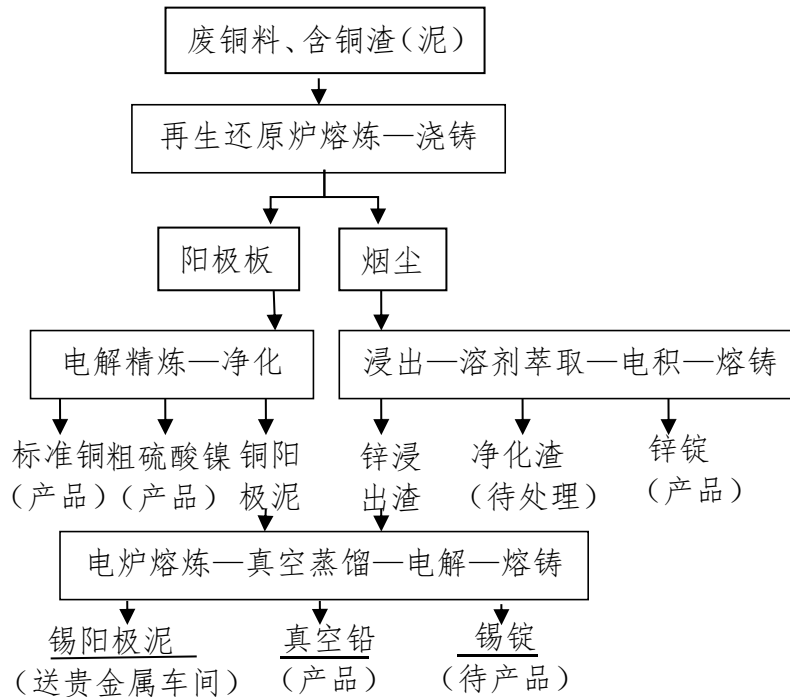 废铜料、含铜渣（泥）
再生还原炉熔炼—浇铸
阳极板
烟尘
电解精炼—净化
浸出—溶剂萃取—电积—熔铸
标准铜
（产品）
粗硫酸镍
（产品）
铜阳
极泥
锌浸
出渣
净化渣
（待处理）
锌锭
（产品）
电炉熔炼—真空蒸馏—电解—熔铸
锡阳极泥
（送贵金属车间）
真空铅
（产品）
锡锭
（待产品）